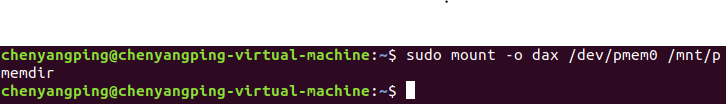 chenyangping@chenyangping-virtual-machine:~$ sudo mount -o dax /dev/pmem0 /mnt/p
memdir
chenyangping@chenyangping-virtual-machine:~$